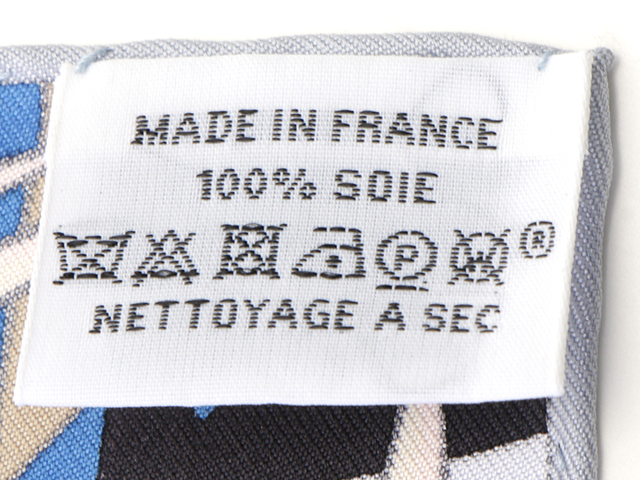 MADE IN FRANCE
100% SOIE
P ®
NETTOYAGE A SEC